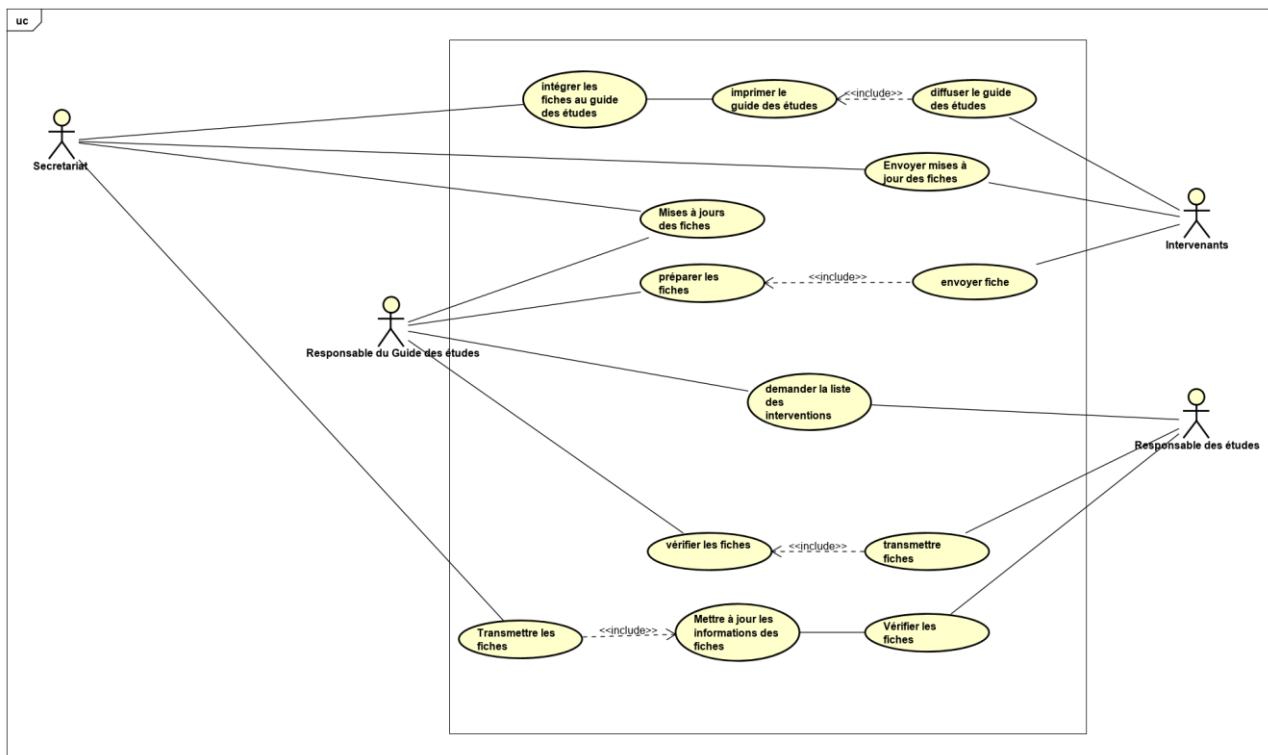 uc
intégrer les
fiches au guide
des études
imprimer le
guide des études
<<include>>
diffuser le guide
des études
Secretariat
Envoyer mises à
jour des fiches
Mises à jours
des fiches
Intervenants
préparer les
fiches
<<include>>
envoyer fiche
Responsable du Guide des études
demander la liste
des
interventions
Responsable des études
vérifier les fiches
<<include>>
transmettre
fiches
Transmettre les
fiches
<<include>>
Mettre à jour les
informations des
fiches
Vérifier les
fiches